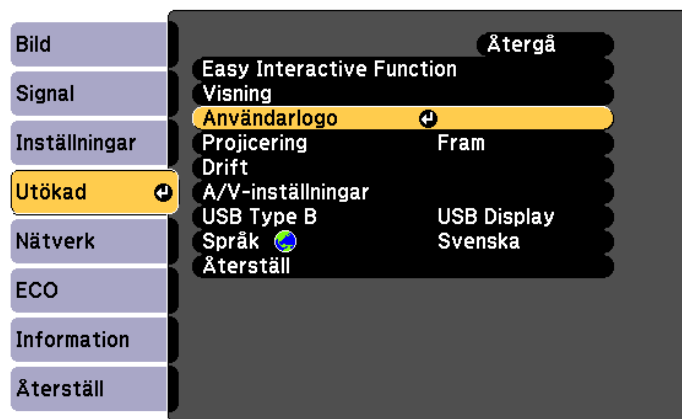 Bild
Signal
Inställningar
Utökad
Nätverk
ECO
Information
Återställ
Återgå
Easy Interactive Function
Visning
Användarlogo
Projicering Fram
Drift
A/V-inställningar
USB Type B USB Display
Språk Svenska
Återställ